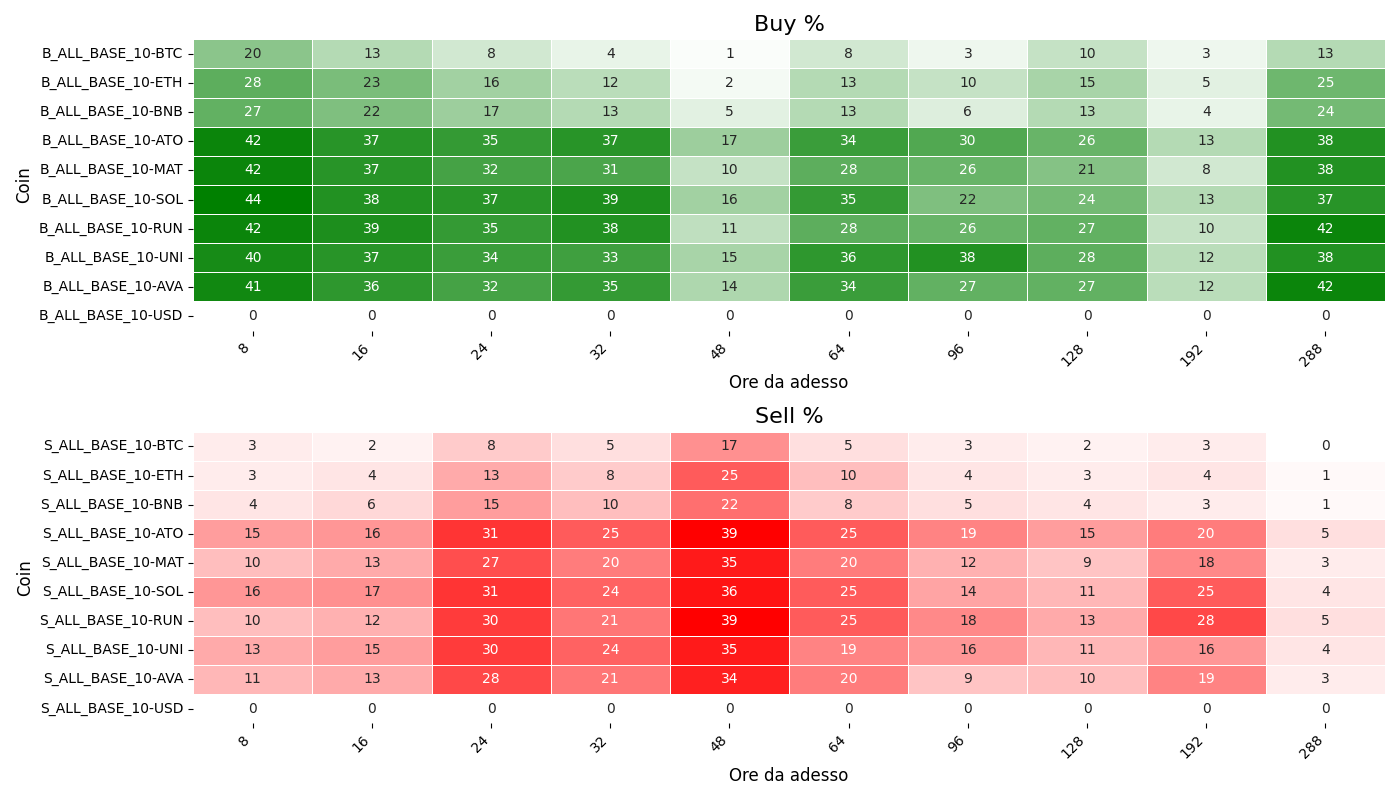 Buy %
Coin
B_ALL_BASE_10-BTC 20 13 8 4 1 8 3 10 3 13
B_ALL_BASE_10-ETH 28 23 16 12 2 13 10 15 5 25
B_ALL_BASE_10-BNB 27 22 17 13 5 13 6 13 4 24
B_ALL_BASE_10-ATO 42 37 35 37 17 34 30 26 13 38
B_ALL_BASE_10-MAT 42 37 32 31 10 28 26 21 8 38
B_ALL_BASE_10-SOL 44 38 37 39 16 35 22 24 13 37
B_ALL_BASE_10-RUN 42 39 35 38 11 28 26 27 10 42
B_ALL_BASE_10-UNI 40 37 34 33 15 36 38 28 12 38
B_ALL_BASE_10-AVA 41 36 32 35 14 34 27 27 12 42
B_ALL_BASE_10-USD 0 0 0 0 0 0 0 0 0 0
8 16 24 32 48 64 96 128 192 288
Ore da adesso
Sell %
Coin
S_ALL_BASE_10-BTC 3 2 8 5 17 5 3 2 3 0
S_ALL_BASE_10-ETH 3 4 13 8 25 10 4 3 4 1
S_ALL_BASE_10-BNB 4 6 15 10 22 8 5 4 3 1
S_ALL_BASE_10-ATO 15 16 31 25 39 25 19 15 20 5
S_ALL_BASE_10-MAT 10 13 27 20 35 20 12 9 18 3
S_ALL_BASE_10-SOL 16 17 31 24 36 25 14 11 25 4
S_ALL_BASE_10-RUN 10 12 30 21 39 25 18 13 28 5
S_ALL_BASE_10-UNI 13 15 30 24 35 19 16 11 16 4
S_ALL_BASE_10-AVA 11 13 28 21 34 20 9 10 19 3
S_ALL_BASE_10-USD 0 0 0 0 0 0 0 0 0 0
8 16 24 32 48 64 96 128 192 288
Ore da adesso